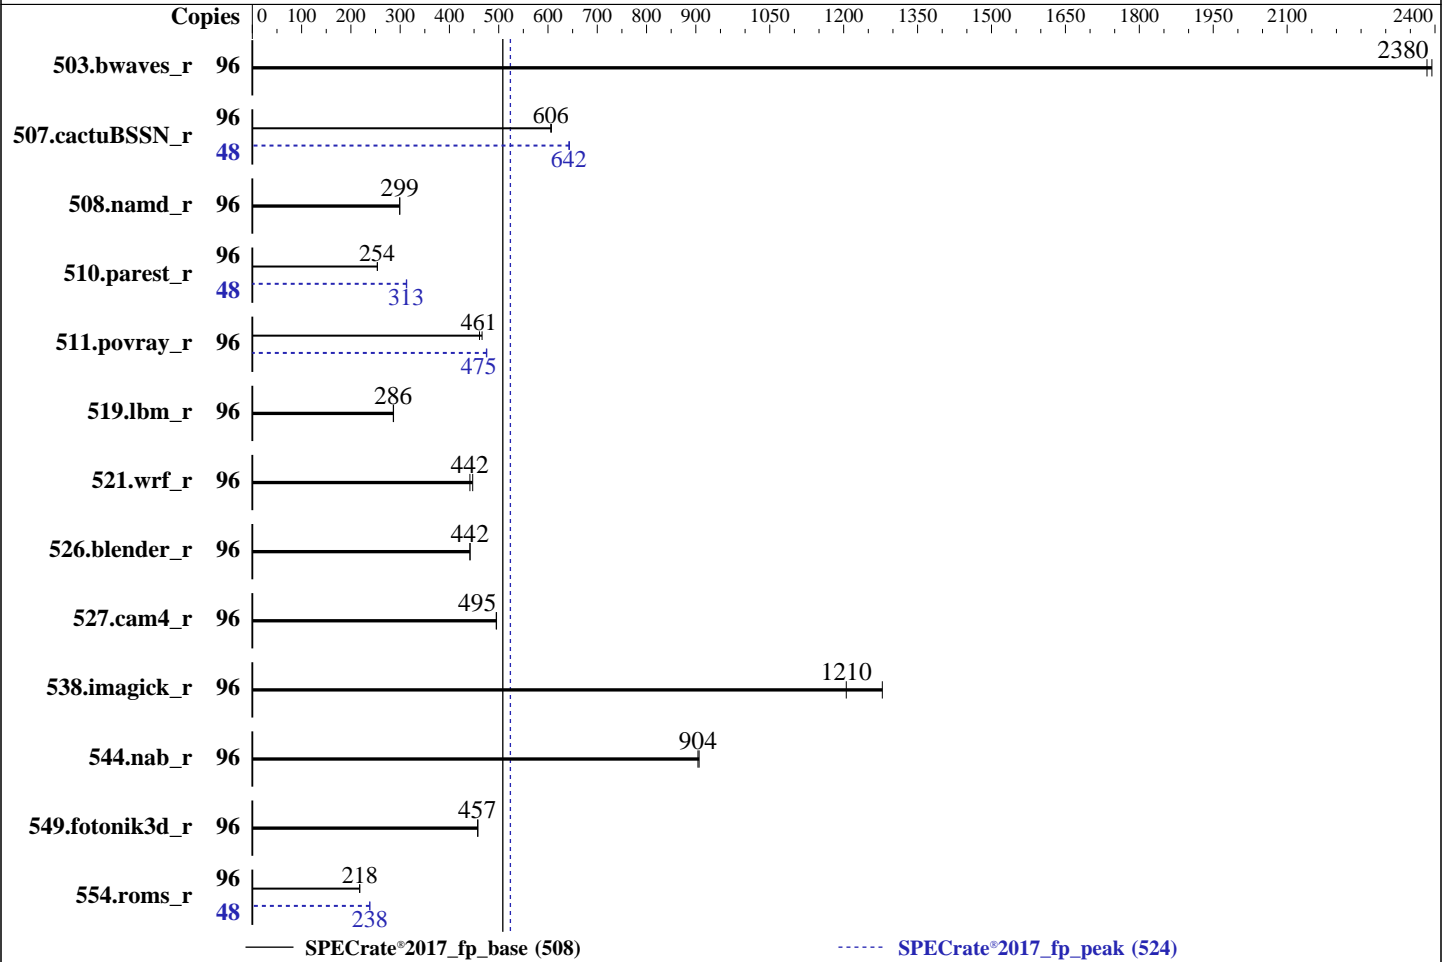 Copies 0 100 200 300 400 500 600 700 800 900 1050 1200 1350 1500 1650 1800 1950 2100 2400
503.bwaves_r 96 2380
507.cactuBSSN_r 96 606
48 642
508.namd_r 96 299
510.parest_r 96 254
48 313
511.povray_r 96 461
475
519.lbm_r 96 286
521.wrf_r 96 442
526.blender_r 96 442
527.cam4_r 96 495
538.imagick_r 96 1210
544.nab_r 96 904
549.fotonik3d_r 96 457
554.roms_r 96 218
48 238
SPECrate®2017_fp_base (508) SPECrate®2017_fp_peak (524)